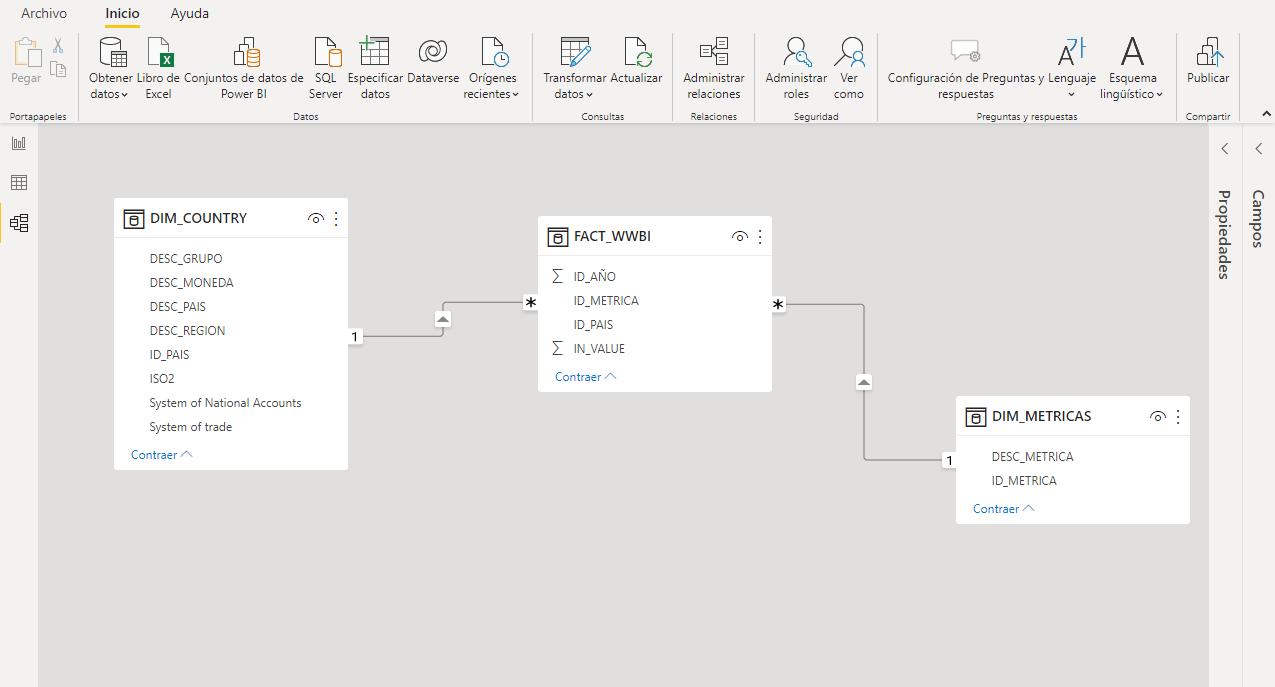 Archivo Inicio Ayuda
Pegar
Portapapeles
Obtener datos
Libro de Excel
Conjuntos de datos de Power BI
SQL Server
Especificar datos
Dataverse
Orígenes recientes
Datos
Transformar datos
Actualizar
Consultas
Administrar relaciones
Relaciones
Administrar roles
Ver como
Seguridad
Configuración de Preguntas y respuestas
Lenguaje
Esquema lingüístico
Preguntas y respuestas
Publicar
Compartir
DIM_COUNTRY
DESC_GRUPO
DESC_MONEDA
DESC_PAIS
DESC_REGION
ID_PAIS
ISO2
System of National Accounts
System of trade
Contraer
1
*
FACT_WWBI
∑ ID_AÑO
ID_METRICA
ID_PAIS
∑ IN_VALUE
Contraer
*
1
DIM_METRICAS
DESC_METRICA
ID_METRICA
Contraer
Propiedades
Campos